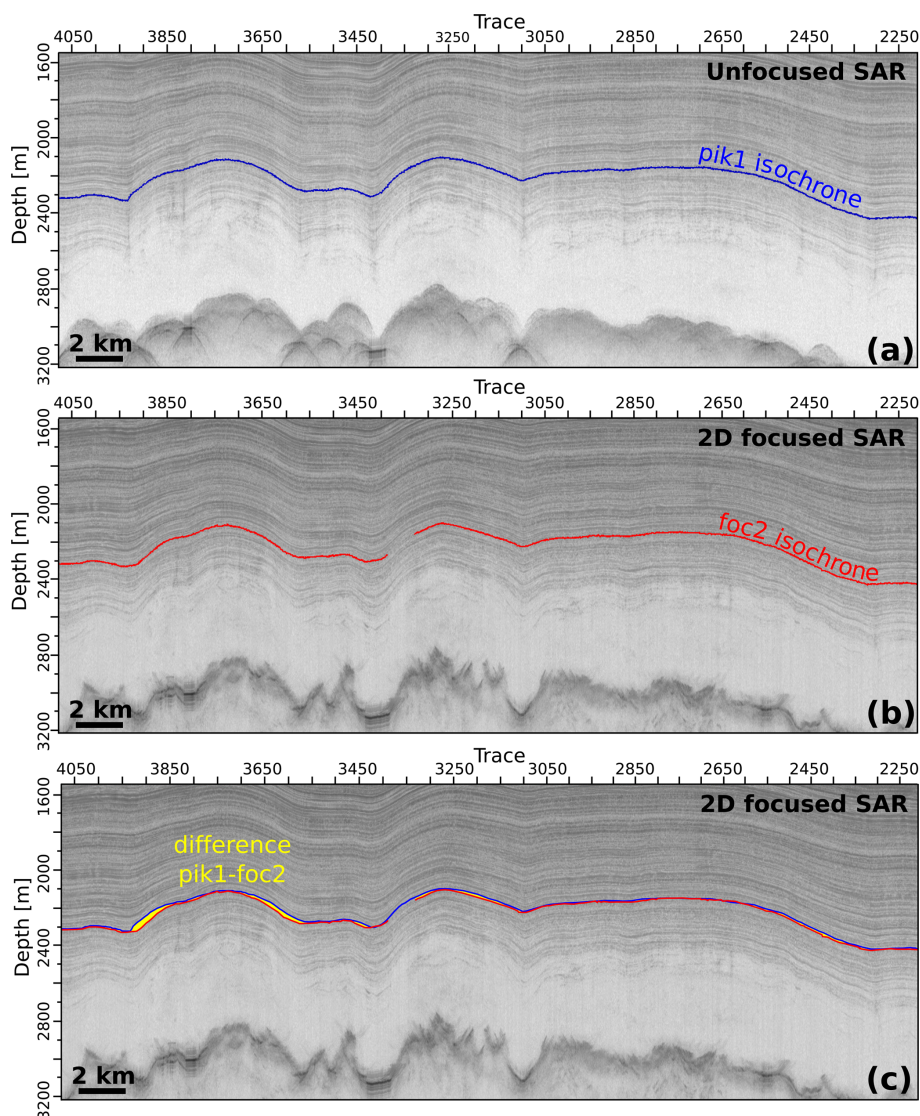 Trace
4050 3850 3650 3450 3250 3050 2850 2650 2450 2250
Unfocused SAR
pik1 isochrone
Depth [m]
1600
2000
2400
2800
3200
2 km
(a)
Trace
4050 3850 3650 3450 3250 3050 2850 2650 2450 2250
2D focused SAR
foc2 isochrone
Depth [m]
1600
2000
2400
2800
3200
2 km
(b)
Trace
4050 3850 3650 3450 3250 3050 2850 2650 2450 2250
2D focused SAR
difference
pik1-foc2
Depth [m]
1600
2000
2400
2800
3200
2 km
(c)